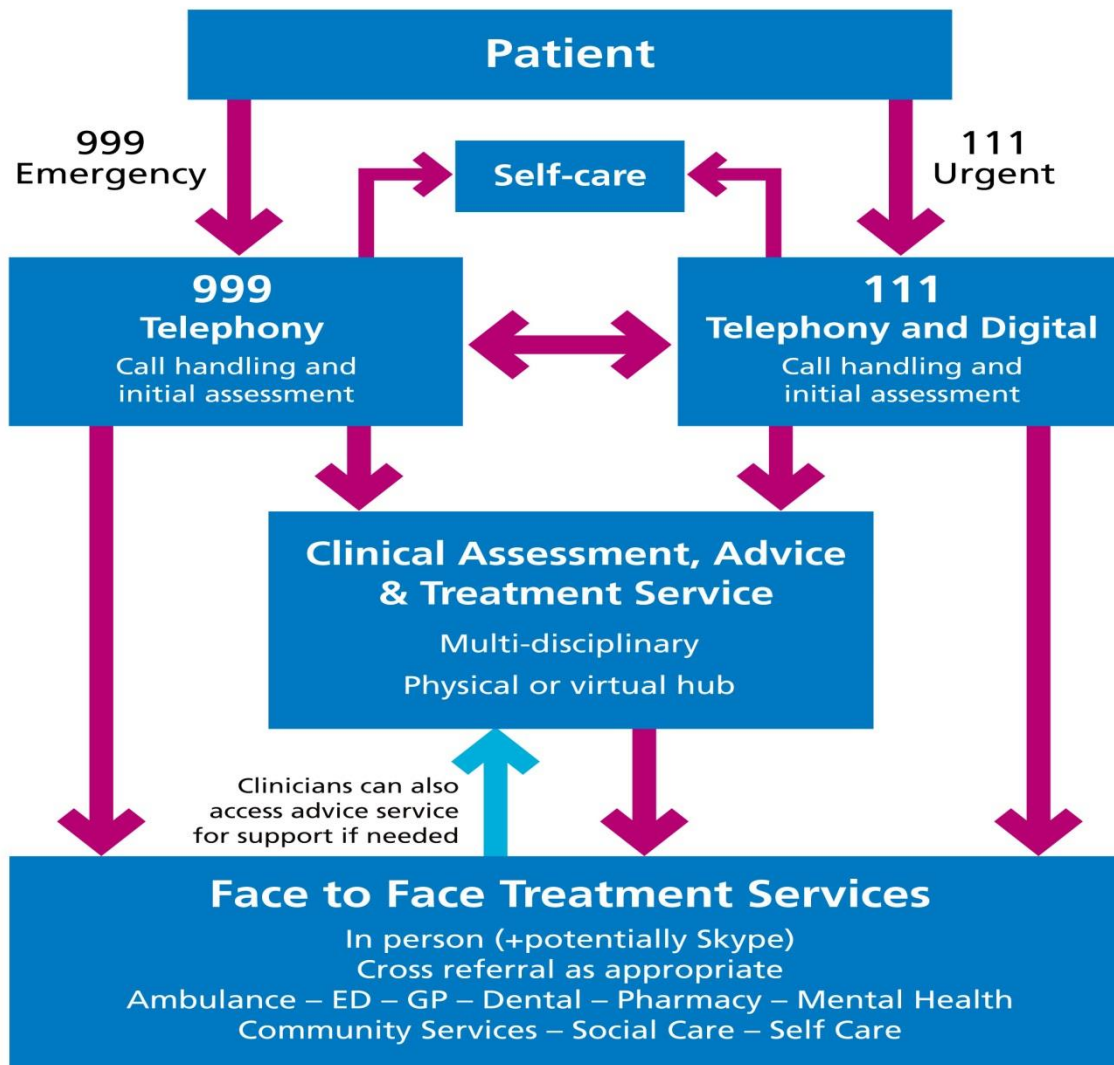 Patient
999
Emergency
111
Urgent
Self-care
999
Telephony
Call handling and
initial assessment
111
Telephony and Digital
Call handling and
initial assessment
Clinical Assessment, Advice
& Treatment Service
Multi-disciplinary
Physical or virtual hub
Clinicians can also
access advice service
for support if needed
Face to Face Treatment Services
In person (+potentially Skype)
Cross referral as appropriate
Ambulance – ED – GP – Dental – Pharmacy – Mental Health
Community Services – Social Care – Self Care